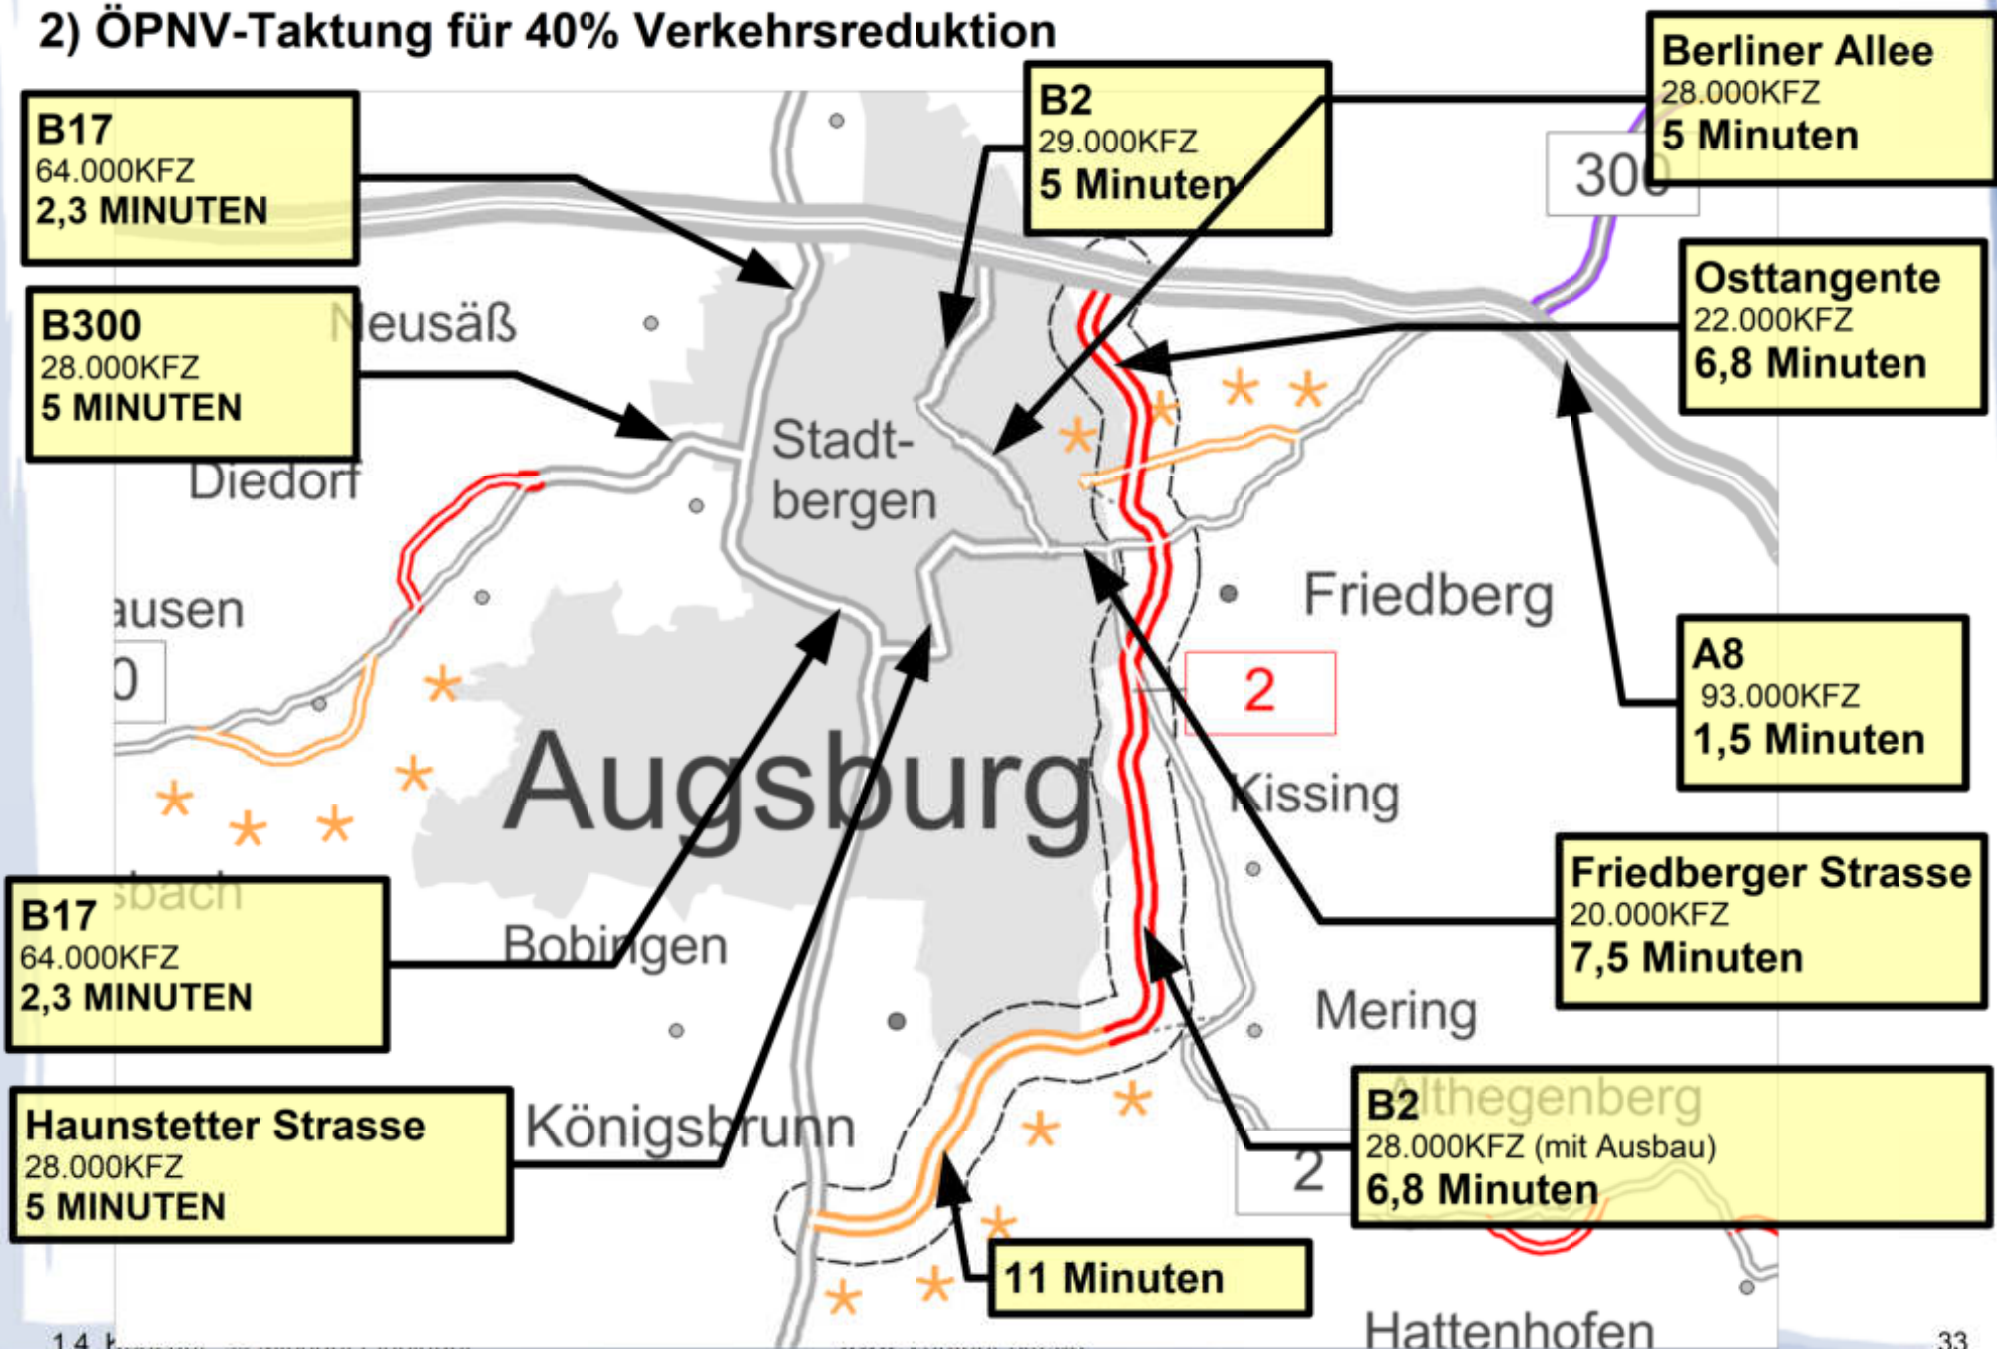 2) ÖPNV-Taktung für 40% Verkehrsreduktion
Berliner Allee
28.000KFZ
5 Minuten
B2
29.000KFZ
5 Minuten
B17
64.000KFZ
2,3 MINUTEN
300
Osttangente
22.000KFZ
6,8 Minuten
B300
28.000KFZ
5 MINUTEN
Neusäß
Stadt-
bergen
Diedorf
ausen
Friedberg
0
2
A8
93.000KFZ
1,5 Minuten
Augsburg
Kissing
Friedberger Strasse
20.000KFZ
7,5 Minuten
sbach
B17
64.000KFZ
2,3 MINUTEN
Bobingen
Mering
Haunstetter Strasse
28.000KFZ
5 MINUTEN
Königsbrunn
Althegenberg
B2
28.000KFZ (mit Ausbau)
6,8 Minuten
2
11 Minuten
Hattenhofen
33